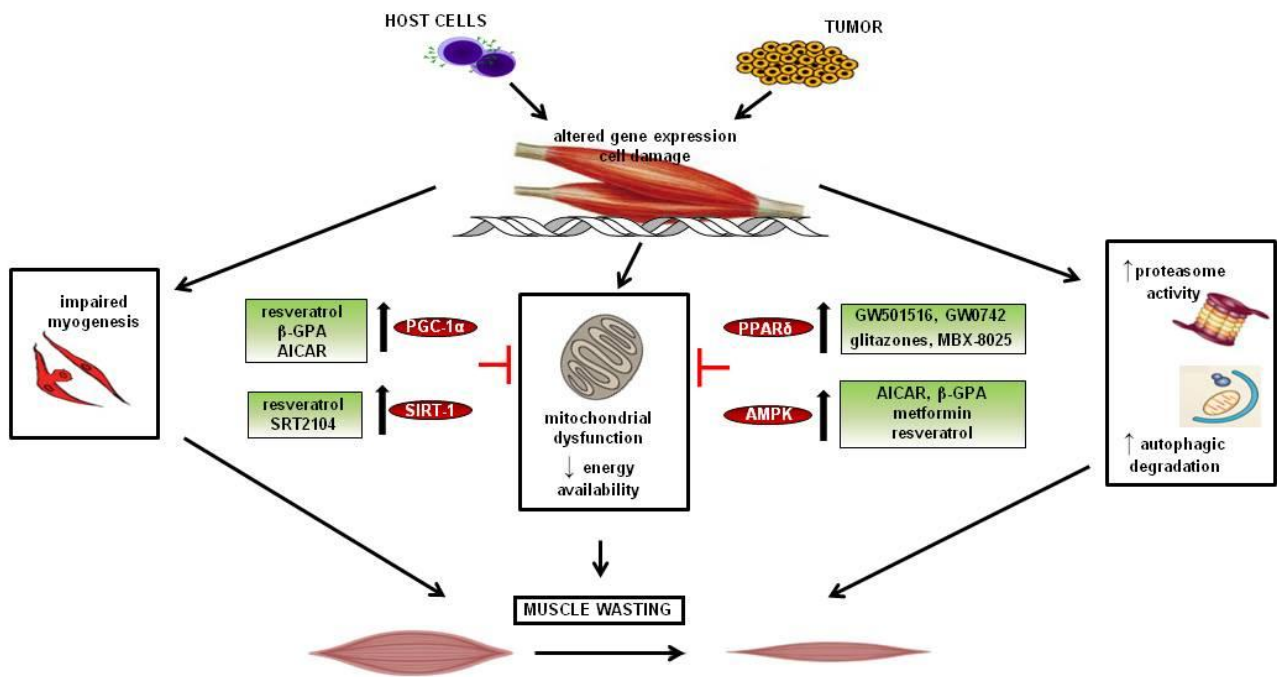 HOST CELLS
TUMOR
altered gene expression
cell damage
impaired
myogenesis
resveratrol
β-GPA
AICAR
PGC-1α
resveratrol
SRT2104
SIRT-1
mitochondrial
dysfunction
↓ energy
availability
PPARδ
GW501516, GW0742
glitazones, MBX-8025
AMPK
AICAR, β-GPA
metformin
resveratrol
↑ proteasome
activity
↑ autophagic
degradation
MUSCLE WASTING